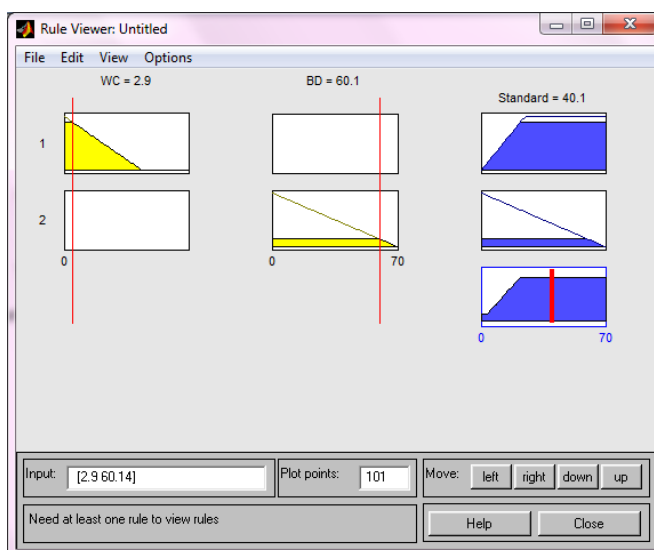 Rule Viewer: Untitled
File Edit View Options
WC = 2.9 BD = 60.1
Standard = 40.1
1
2
0 70
0 70
Input: [2.9 60.14] Plot points: 101 Move: left right down up
Need at least one rule to view rules Help Close